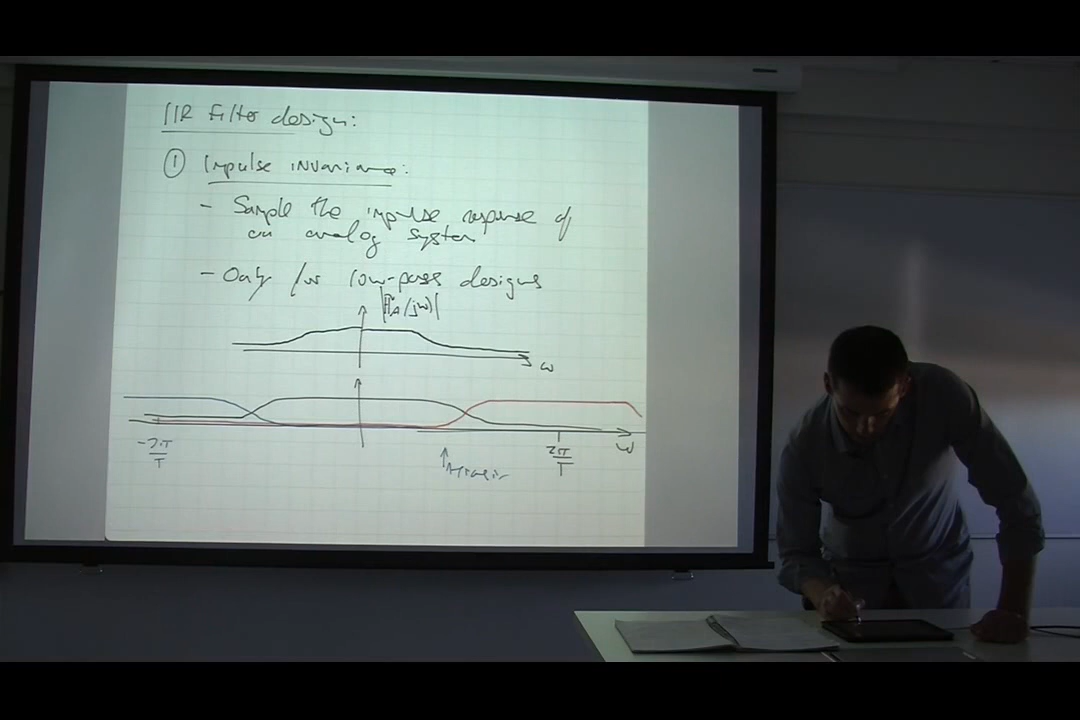 IIR Filter design:
① Impulse invariance:
- Sample the impulse response of
an analog system
- Only for low-pass designs
|H_A(jω)|
ω
-2π/T
2π/T
ω